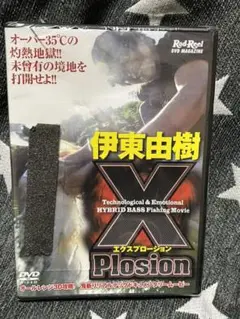 オーバー35℃の
灼熱地獄!!
未曾有の境地を
打開せよ!!
Rod and Reel
DVD MAGAZINE
伊東由樹
X
Technological & Emotional
HYBRID BASS Fishing Movie
エクスプロージョン
Plosion
DVD